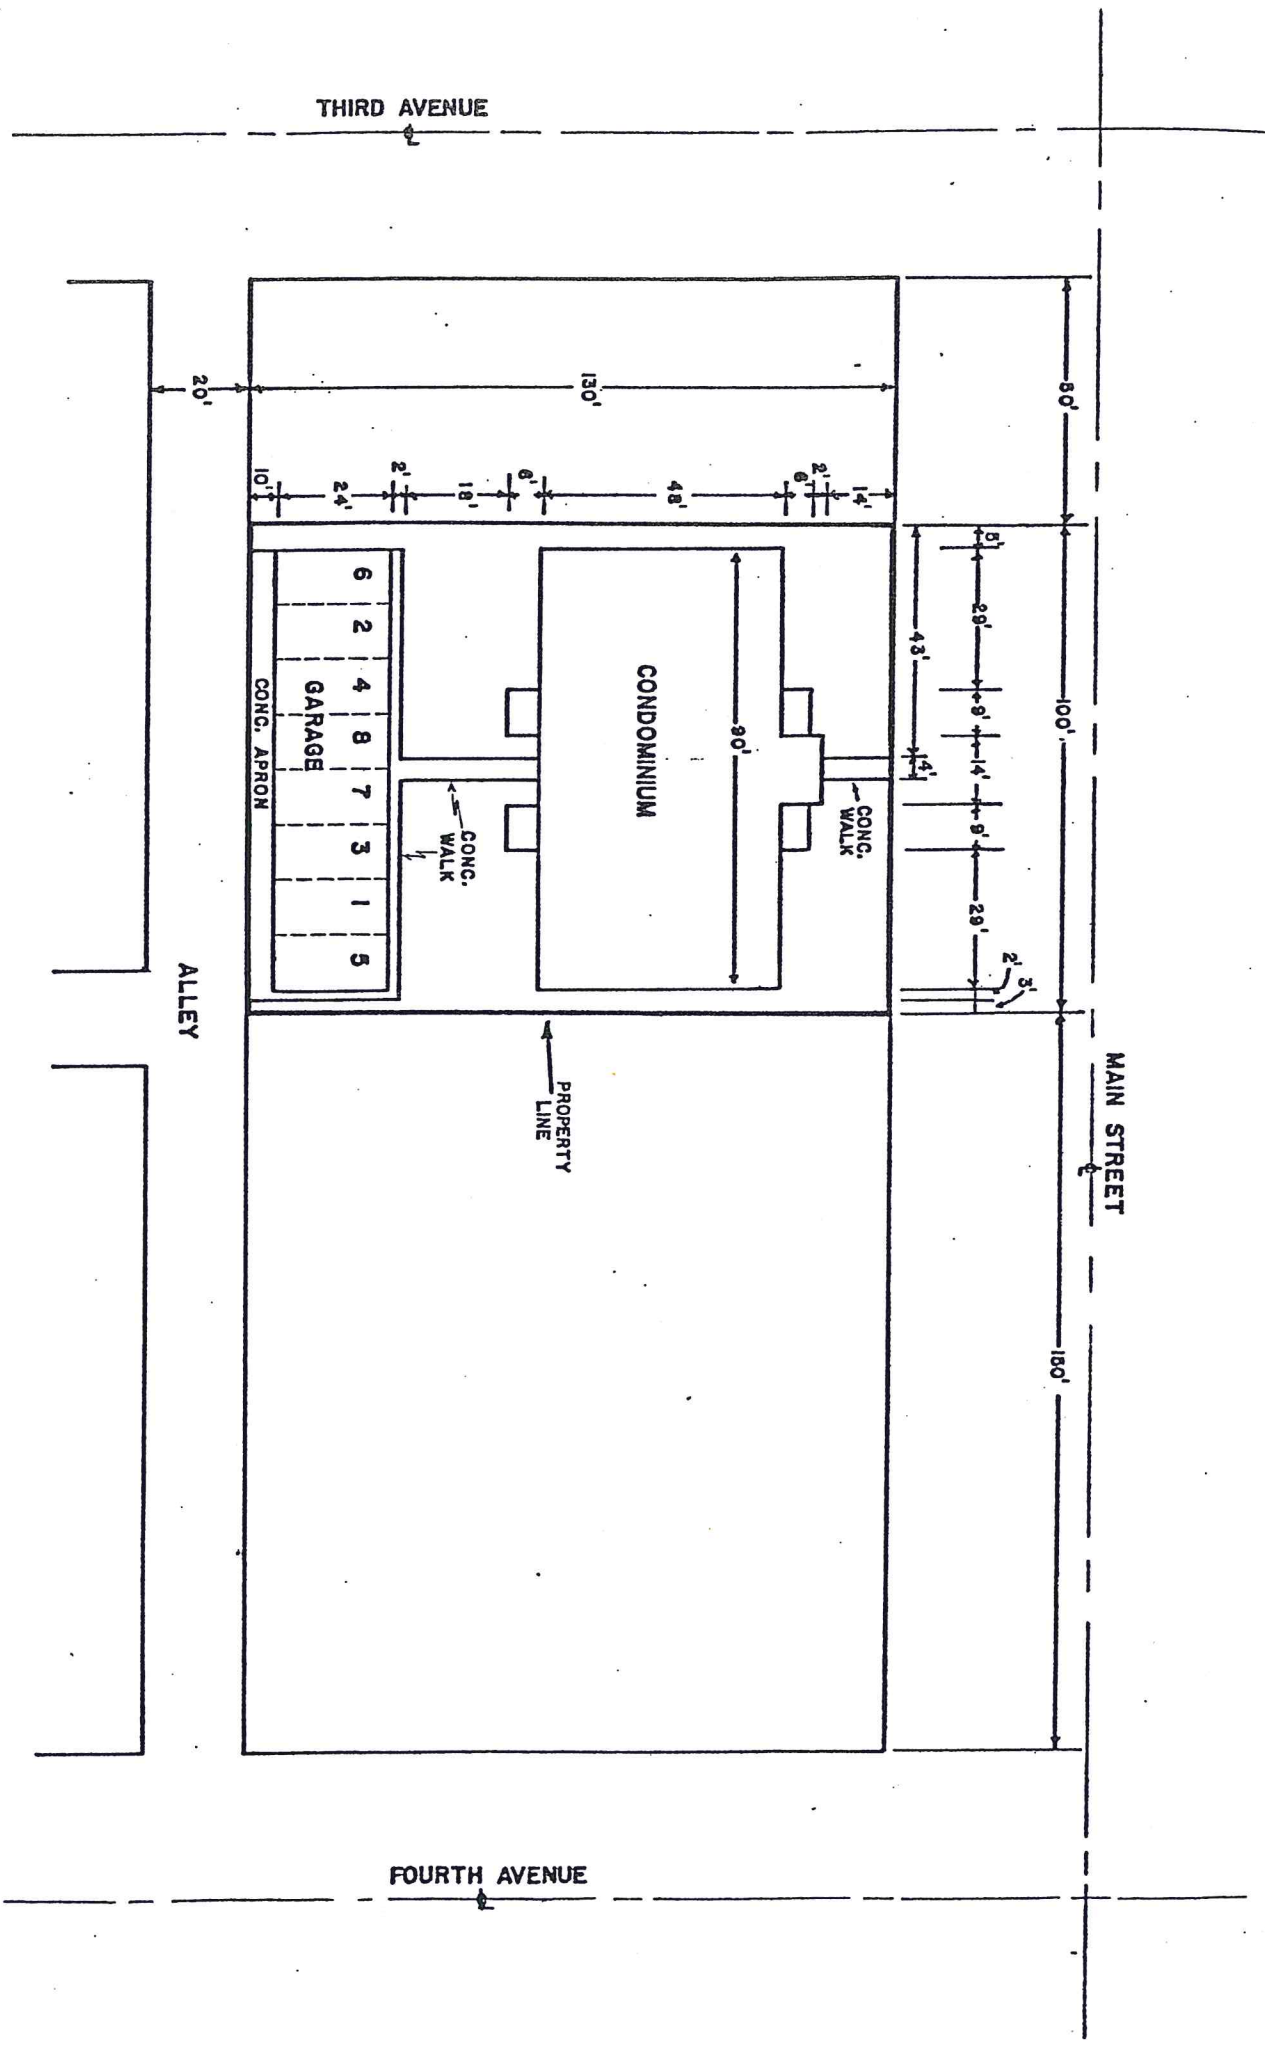 THIRD AVENUE
MAIN STREET
FOURTH AVENUE
ALLEY
50'
100'
150'
5'
29'
9'
14'
9'
29'
2'
3'
43'
4'
20'
130'
14'
2'
6'
48'
6'
18'
2'
24'
10'
CONC.
WALK
CONDOMINIUM
90'
CONC.
WALK
6 2 4 8 7 3 1 5
GARAGE
CONC. APRON
PROPERTY
LINE